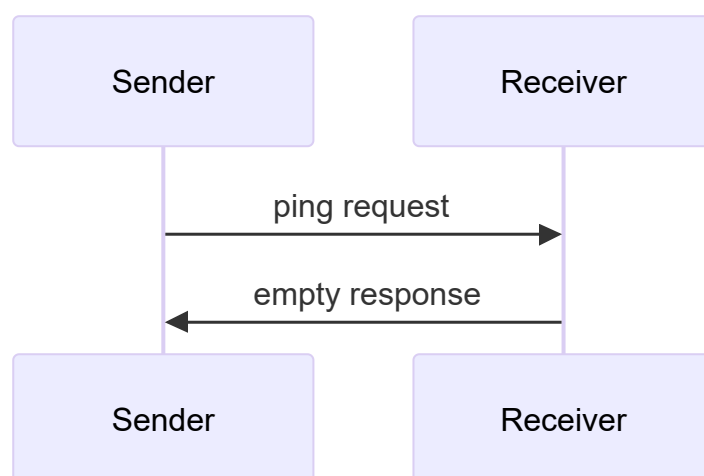 Sender
Receiver
ping request
empty response
Sender
Receiver